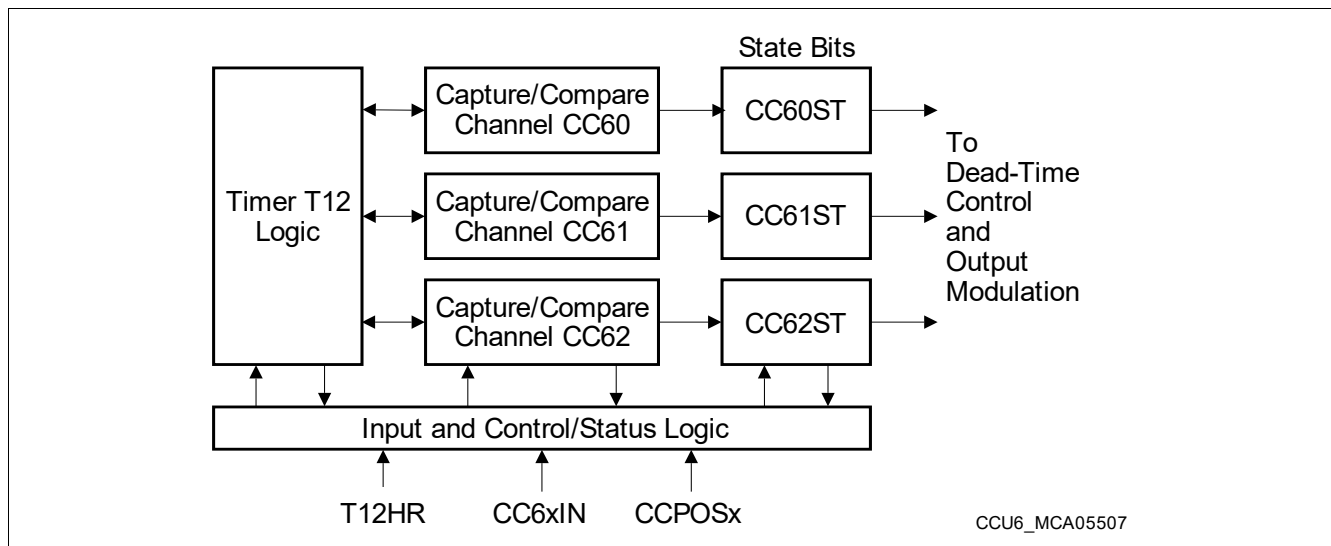 State Bits
Timer T12
Logic
Capture/Compare
Channel CC60
CC60ST
Capture/Compare
Channel CC61
CC61ST
Capture/Compare
Channel CC62
CC62ST
To
Dead-Time
Control
and
Output
Modulation
Input and Control/Status Logic
T12HR
CC6xIN
CCPOSx
CCU6_MCA05507